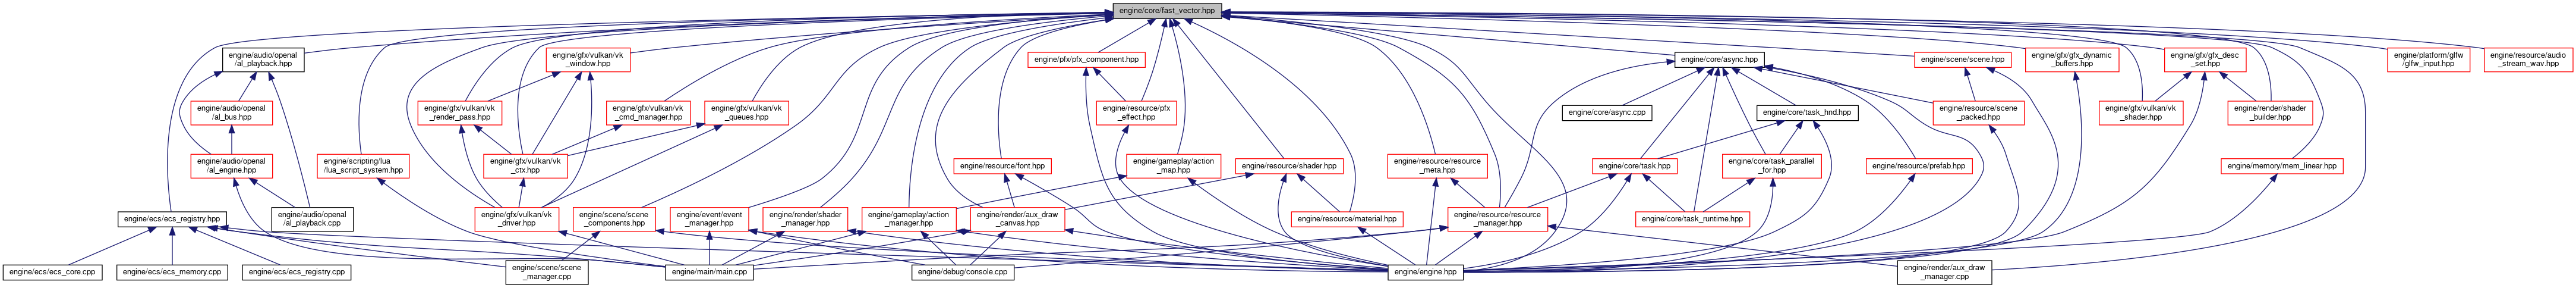 engine/core/fast_vector.hpp
engine/audio/openal
/al_playback.hpp
engine/gfx/vulkan/vk
_window.hpp
engine/pfx/pfx_component.hpp
engine/core/async.hpp
engine/scene/scene.hpp
engine/gfx/gfx_dynamic
_buffers.hpp
engine/gfx/gfx_desc
_set.hpp
engine/platform/glfw
/glfw_input.hpp
engine/resource/audio
_stream_wav.hpp
engine/audio/openal
/al_bus.hpp
engine/gfx/vulkan/vk
_render_pass.hpp
engine/gfx/vulkan/vk
_cmd_manager.hpp
engine/gfx/vulkan/vk
_queues.hpp
engine/resource/pfx
_effect.hpp
engine/core/async.cpp
engine/core/task_hnd.hpp
engine/resource/scene
_packed.hpp
engine/gfx/vulkan/vk
_shader.hpp
engine/render/shader
_builder.hpp
engine/audio/openal
/al_engine.hpp
engine/scripting/lua
/lua_script_system.hpp
engine/gfx/vulkan/vk
_ctx.hpp
engine/resource/font.hpp
engine/gameplay/action
_map.hpp
engine/resource/shader.hpp
engine/resource/resource
_meta.hpp
engine/core/task.hpp
engine/core/task_parallel
_for.hpp
engine/resource/prefab.hpp
engine/memory/mem_linear.hpp
engine/ecs/ecs_registry.hpp
engine/audio/openal
/al_playback.cpp
engine/gfx/vulkan/vk
_driver.hpp
engine/scene/scene
_components.hpp
engine/event/event
_manager.hpp
engine/render/shader
_manager.hpp
engine/gameplay/action
_manager.hpp
engine/render/aux_draw
_canvas.hpp
engine/resource/material.hpp
engine/resource/resource
_manager.hpp
engine/core/task_runtime.hpp
engine/ecs/ecs_core.cpp
engine/ecs/ecs_memory.cpp
engine/ecs/ecs_registry.cpp
engine/scene/scene
_manager.cpp
engine/main/main.cpp
engine/debug/console.cpp
engine/engine.hpp
engine/render/aux_draw
_manager.cpp